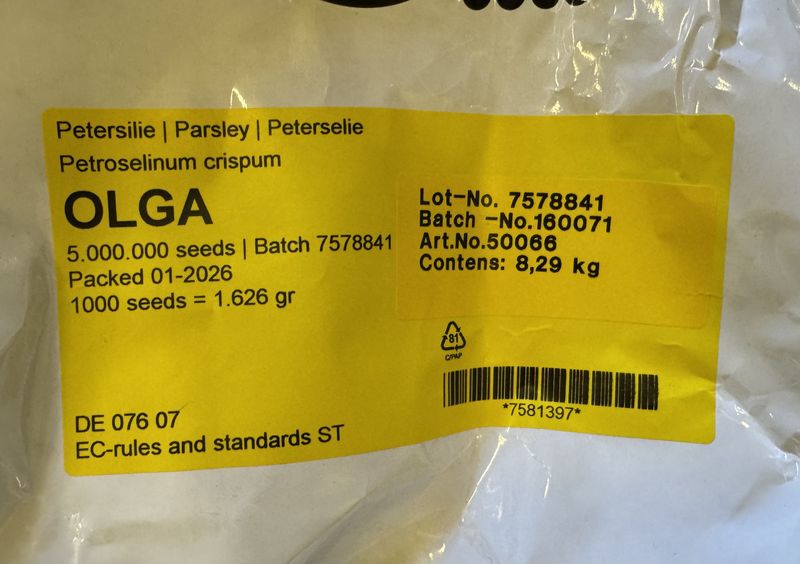 Petersilie | Parsley | Peterselie
Petroselinum crispum
OLGA
5.000.000 seeds | Batch 7578841
Packed 01-2026
1000 seeds = 1.626 gr
Lot-No. 7578841
Batch -No.160071
Art.No.50066
Contens: 8,29 kg
81
C/PAP
*7581397*
DE 076 07
EC-rules and standards ST